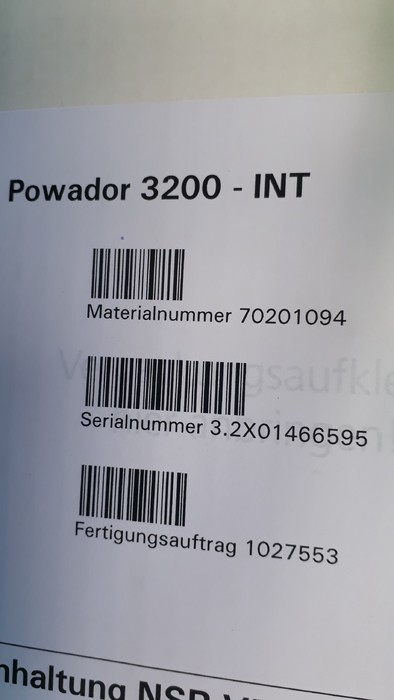 Powador 3200 - INT
Materialnummer 70201094
Serialnummer 3.2X01466595
Fertigungsauftrag 1027553